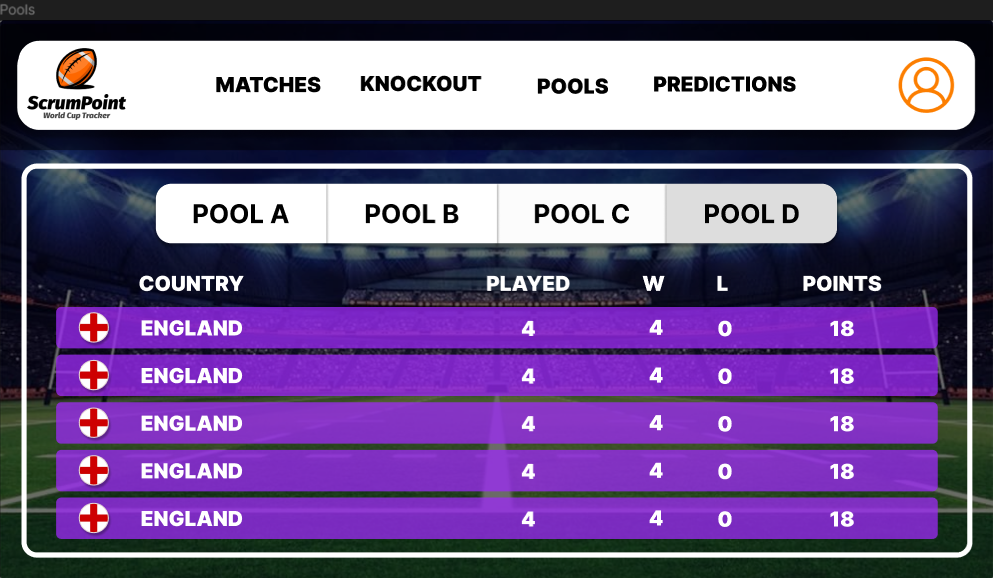 Pools
ScrumPoint
World Cup Tracker
MATCHES KNOCKOUT POOLS PREDICTIONS
POOL A POOL B POOL C POOL D
COUNTRY PLAYED W L POINTS
ENGLAND 4 4 0 18
ENGLAND 4 4 0 18
ENGLAND 4 4 0 18
ENGLAND 4 4 0 18
ENGLAND 4 4 0 18